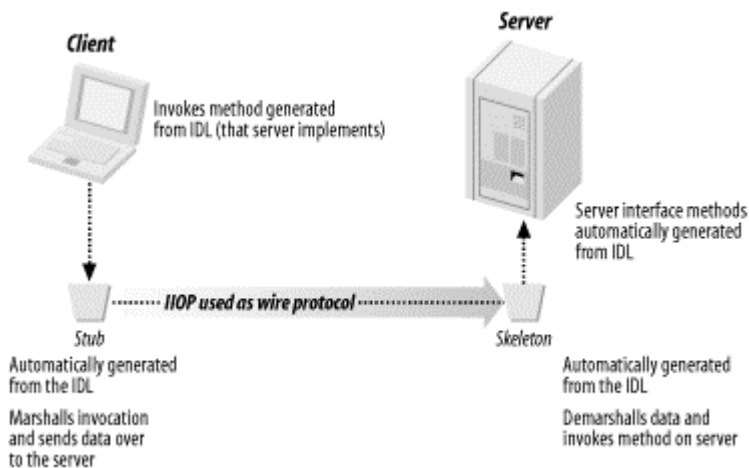 Client
Server
Invokes method generated
from IDL (that server implements)
Server interface methods
automatically generated
from IDL
IIOP used as wire protocol
Stub
Skeleton
Automatically generated
from the IDL
Marshalls invocation
and sends data over
to the server
Automatically generated
from the IDL
Demarshalls data and
invokes method on server